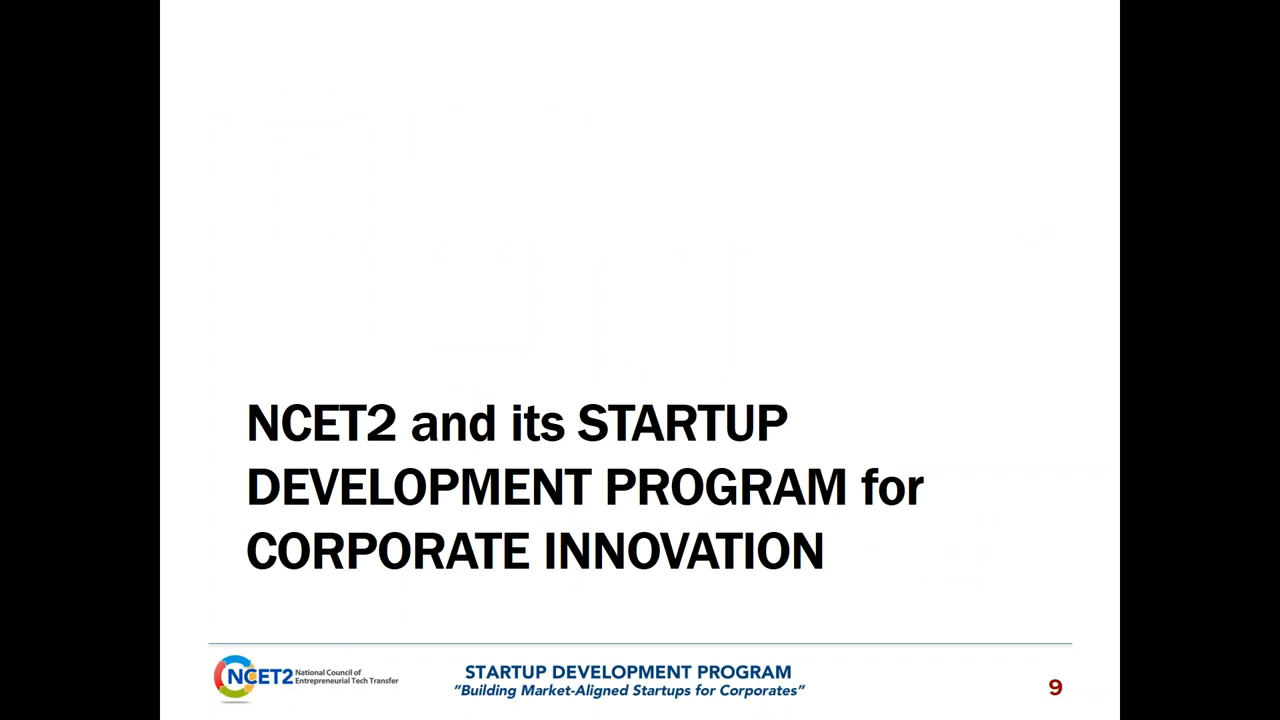 NCET2 and its STARTUP
DEVELOPMENT PROGRAM for
CORPORATE INNOVATION
NCET2 National Council of
Entrepreneurial Tech Transfer
STARTUP DEVELOPMENT PROGRAM
"Building Market-Aligned Startups for Corporates"
9